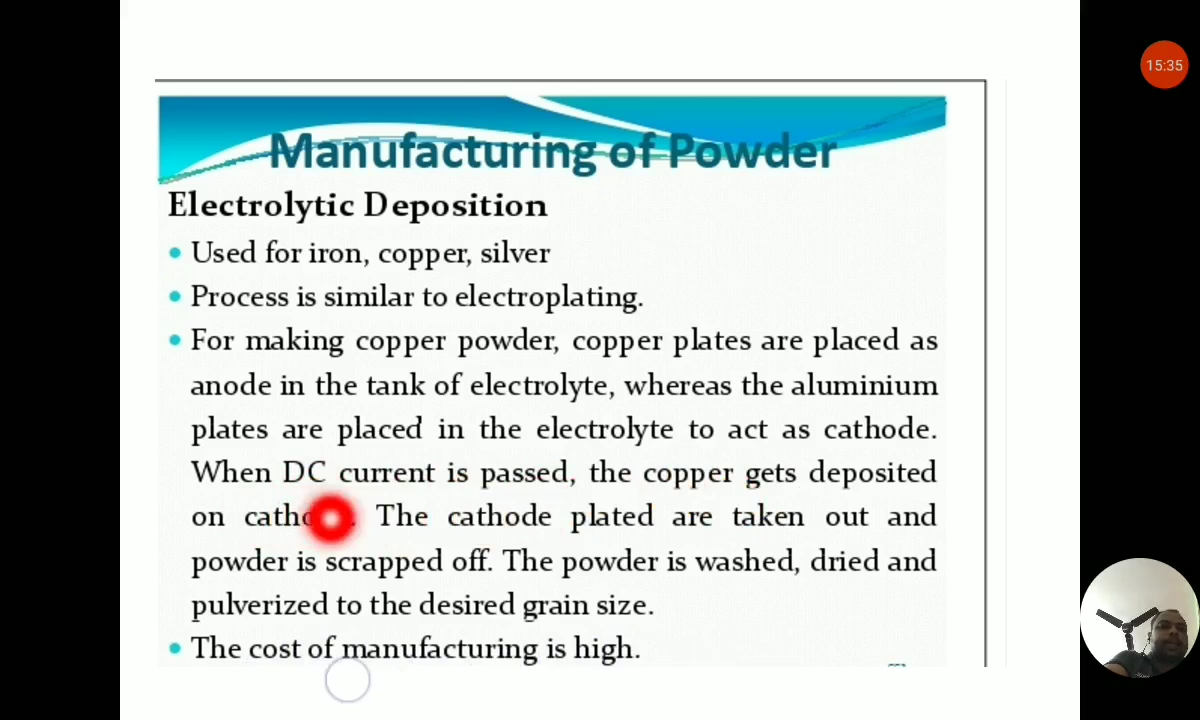 15:35
Manufacturing of Powder
Electrolytic Deposition
• Used for iron, copper, silver
• Process is similar to electroplating.
• For making copper powder, copper plates are placed as
anode in the tank of electrolyte, whereas the aluminium
plates are placed in the electrolyte to act as cathode.
When DC current is passed, the copper gets deposited
on The cathode plated are taken out and
powder is scrapped off. The powder is washed, dried and
pulverized to the desired grain size.
• The cost of manufacturing is high.